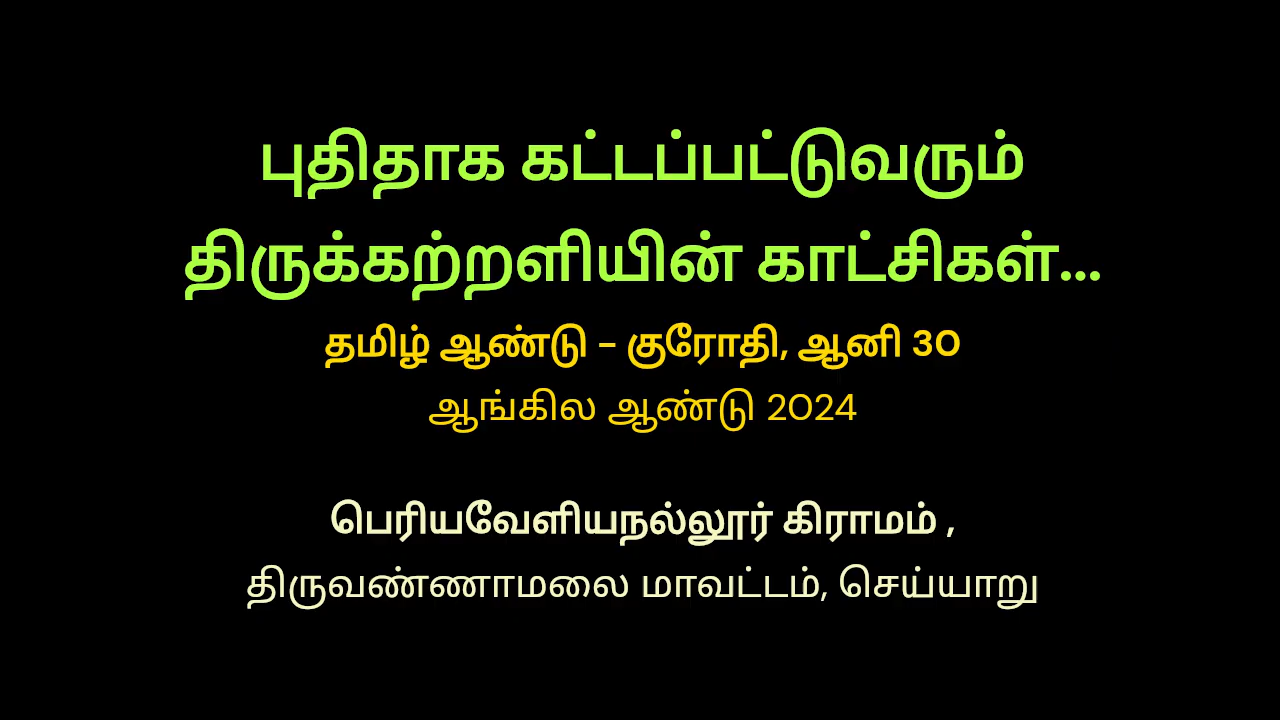 புதிதாக கட்டப்பட்டுவரும்
திருக்கற்றளியின் காட்சிகள்...
தமிழ் ஆண்டு – குரோதி, ஆனி 30
ஆங்கில ஆண்டு 2024
பெரியவேளியநல்லூர் கிராமம் ,
திருவண்ணாமலை மாவட்டம், செய்யாறு